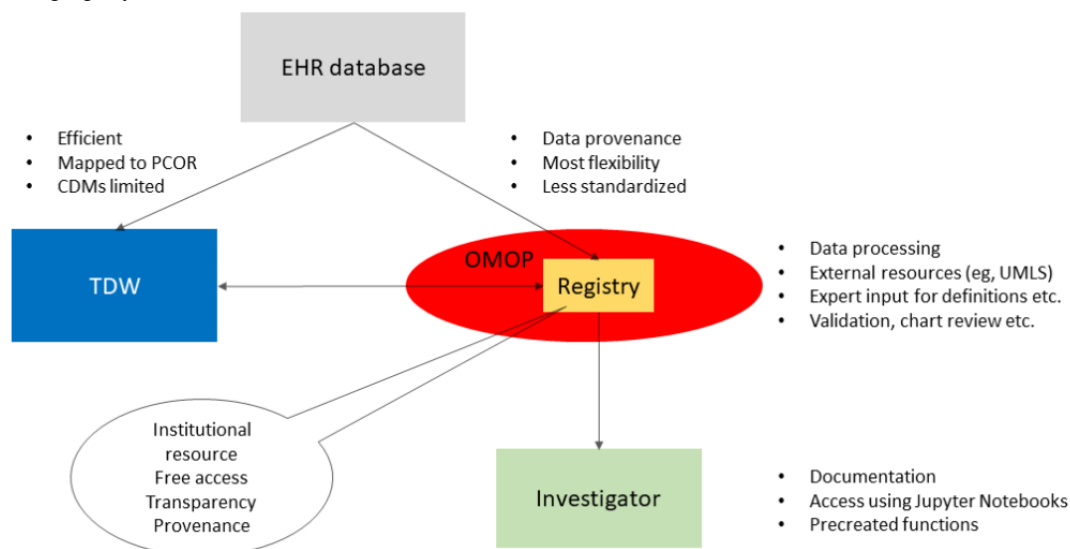 EHR database
• Efficient
• Mapped to PCOR
• CDMs limited
• Data provenance
• Most flexibility
• Less standardized
TDW
OMOP
Registry
• Data processing
• External resources (eg, UMLS)
• Expert input for definitions etc.
• Validation, chart review etc.
Institutional
resource
Free access
Transparency
Provenance
Investigator
• Documentation
• Access using Jupyter Notebooks
• Precreated functions